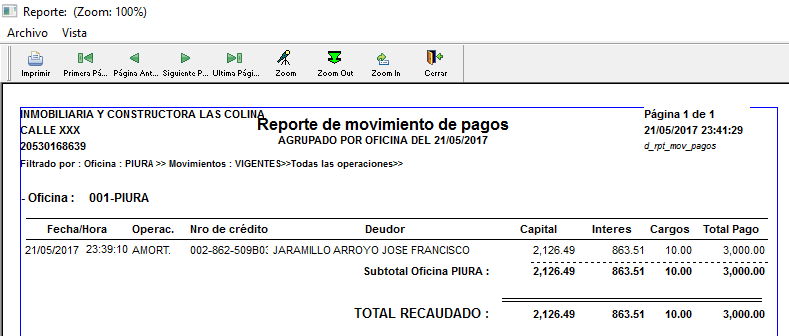 Reporte: (Zoom: 100%)
Archivo Vista
Imprimir Primera Pá... Página Ant... Siguiente P... Ultima Pági... Zoom Zoom Out Zoom In Cerrar
INMOBILIARIA Y CONSTRUCTORA LAS COLINA
Reporte de movimiento de pagos
Página 1 de 1
CALLE XXX
AGRUPADO POR OFICINA DEL 21/05/2017
21/05/2017 23:41:29
20530168639
d_rpt_mov_pagos
Filtrado por : Oficina : PIURA >> Movimientos : VIGENTES>>Todas las operaciones>>
- Oficina : 001-PIURA
Fecha/Hora Operac. Nro de crédito Deudor Capital Interes Cargos Total Pago
21/05/2017 23:39:10 AMORT. 002-862-509B03 JARAMILLO ARROYO JOSE FRANCISCO 2,126.49 863.51 10.00 3,000.00
Subtotal Oficina PIURA : 2,126.49 863.51 10.00 3,000.00
TOTAL RECAUDADO : 2,126.49 863.51 10.00 3,000.00